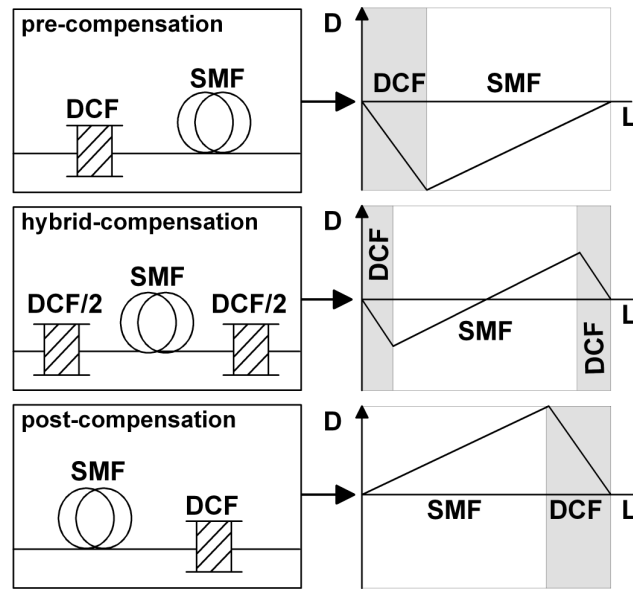 pre-compensation
DCF
SMF
D
DCF
SMF
L
hybrid-compensation
DCF/2
SMF
DCF/2
D
DCF
SMF
DCF
L
post-compensation
SMF
DCF
D
SMF
DCF
L